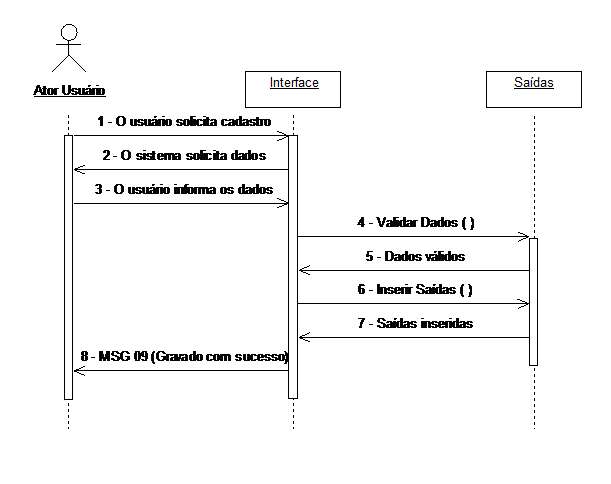 Ator Usuário
Interface
Saídas
1 - O usuário solicita cadastro
2 - O sistema solicita dados
3 - O usuário informa os dados
4 - Validar Dados ( )
5 - Dados válidos
6 - Inserir Saídas ( )
7 - Saídas inseridas
8 - MSG 09 (Gravado com sucesso)